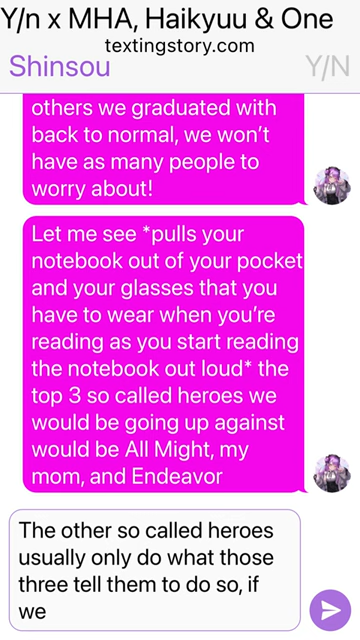 Y/n x MHA, Haikyuu & One
textingstory.com
Shinsou
Y/N
others we graduated with
back to normal, we won't
have as many people to
worry about!
Let me see *pulls your
notebook out of your pocket
and your glasses that you
have to wear when you're
reading as you start reading
the notebook out loud* the
top 3 so called heroes we
would be going up against
would be All Might, my
mom, and Endeavor
The other so called heroes
usually only do what those
three tell them to do so, if
we